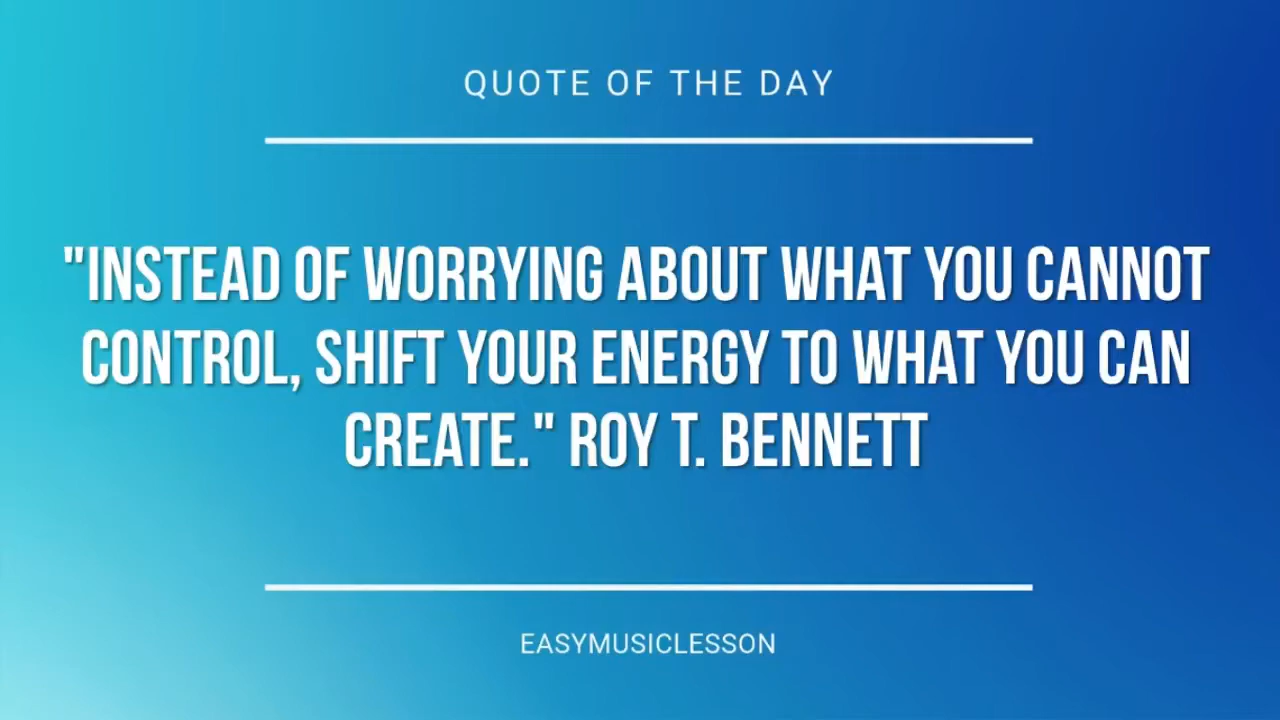 QUOTE OF THE DAY
"INSTEAD OF WORRYING ABOUT WHAT YOU CANNOT
CONTROL, SHIFT YOUR ENERGY TO WHAT YOU CAN
CREATE." ROY T. BENNETT
EASYMUSICLESSON